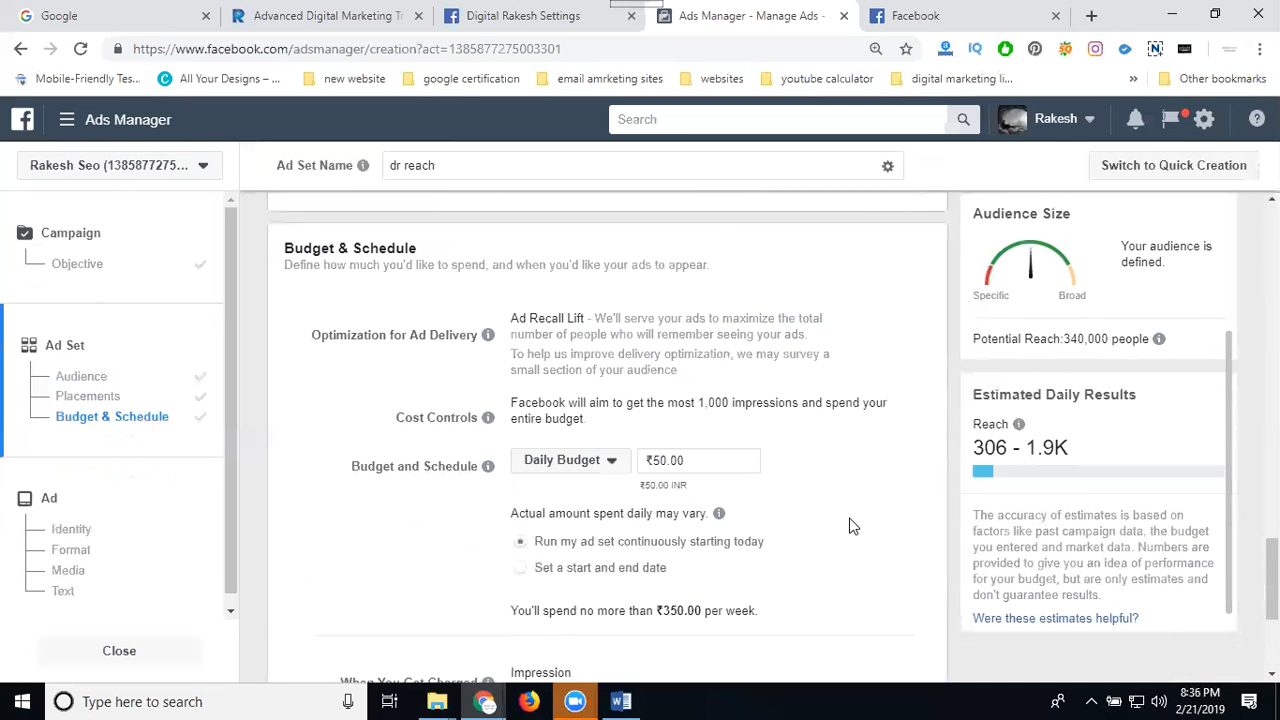 Google
Advanced Digital Marketing Tr
Digital Rakesh Settings
Ads Manager - Manage Ads -
Facebook
https://www.facebook.com/adsmanager/creation?act=1385877275003301
Mobile-Friendly Tes...
All Your Designs – ...
new website
google certification
email amrketing sites
websites
youtube calculator
digital marketing li...
Other bookmarks
Ads Manager
Search
Rakesh
Rakesh Seo (1385877275...
Ad Set Name
dr reach
Switch to Quick Creation
Campaign
Objective
Ad Set
Audience
Placements
Budget & Schedule
Ad
Identity
Format
Media
Text
Close
Budget & Schedule
Define how much you'd like to spend, and when you'd like your ads to appear.
Optimization for Ad Delivery
Ad Recall Lift - We'll serve your ads to maximize the total
number of people who will remember seeing your ads.
To help us improve delivery optimization, we may survey a
small section of your audience
Cost Controls
Facebook will aim to get the most 1,000 impressions and spend your
entire budget.
Budget and Schedule
Daily Budget
₹50.00
₹50.00 INR
Actual amount spent daily may vary.
Run my ad set continuously starting today
Set a start and end date
You'll spend no more than ₹350.00 per week.
When You Get Charged
Impression
Audience Size
Your audience is
defined.
Specific
Broad
Potential Reach:340,000 people
Estimated Daily Results
Reach
306 - 1.9K
The accuracy of estimates is based on
factors like past campaign data, the budget
you entered and market data. Numbers are
provided to give you an idea of performance
for your budget, but are only estimates and
don't guarantee results.
Were these estimates helpful?
Type here to search
8:36 PM
2/21/2019